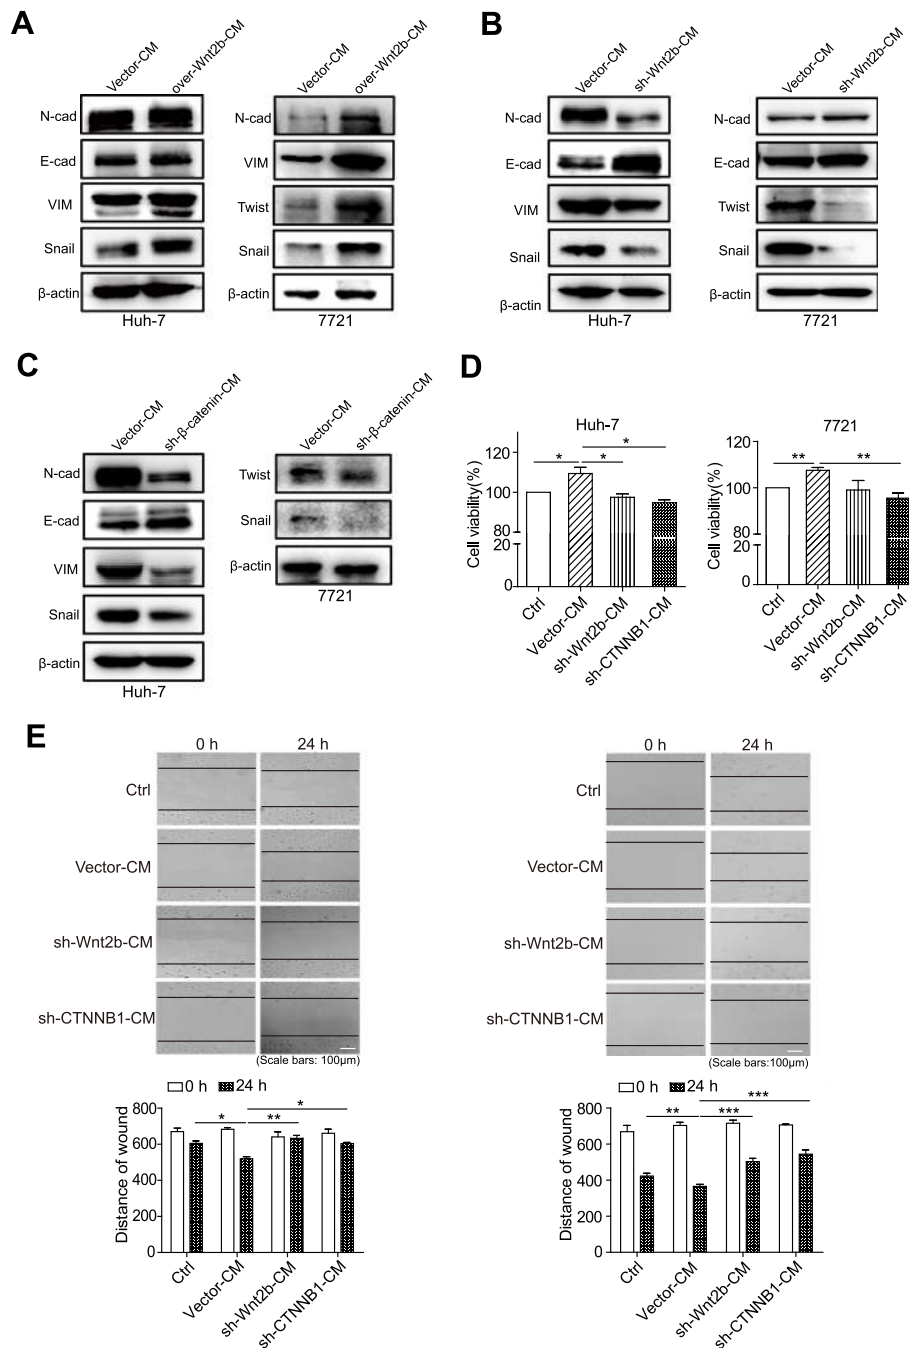 A
Vector-CM
over-Wnt2b-CM
N-cad
E-cad
VIM
Snail
β-actin
Huh-7
Vector-CM
over-Wnt2b-CM
N-cad
VIM
Twist
Snail
β-actin
7721
B
Vector-CM
sh-Wnt2b-CM
N-cad
E-cad
VIM
Snail
β-actin
Huh-7
Vector-CM
sh-Wnt2b-CM
N-cad
E-cad
Twist
Snail
β-actin
7721
C
Vector-CM
sh-β-catenin-CM
N-cad
E-cad
VIM
Snail
β-actin
Huh-7
Vector-CM
sh-β-catenin-CM
Twist
Snail
β-actin
7721
D
Huh-7
Cell viability(%)
120
100
80
20
0
* * *
Ctrl
Vector-CM
sh-Wnt2b-CM
sh-CTNNB1-CM
7721
Cell viability(%)
120
100
80
20
0
** **
Ctrl
Vector-CM
sh-Wnt2b-CM
sh-CTNNB1-CM
E
0 h 24 h
Ctrl
Vector-CM
sh-Wnt2b-CM
sh-CTNNB1-CM
(Scale bars: 100μm)
0 h 24 h
Distance of wound
800
600
400
200
0
* ** *
Ctrl
Vector-CM
sh-Wnt2b-CM
sh-CTNNB1-CM
0 h 24 h
Ctrl
Vector-CM
sh-Wnt2b-CM
sh-CTNNB1-CM
(Scale bars:100μm)
0 h 24 h
Distance of wound
800
600
400
200
0
** *** ***
Ctrl
Vector-CM
sh-Wnt2b-CM
sh-CTNNB1-CM